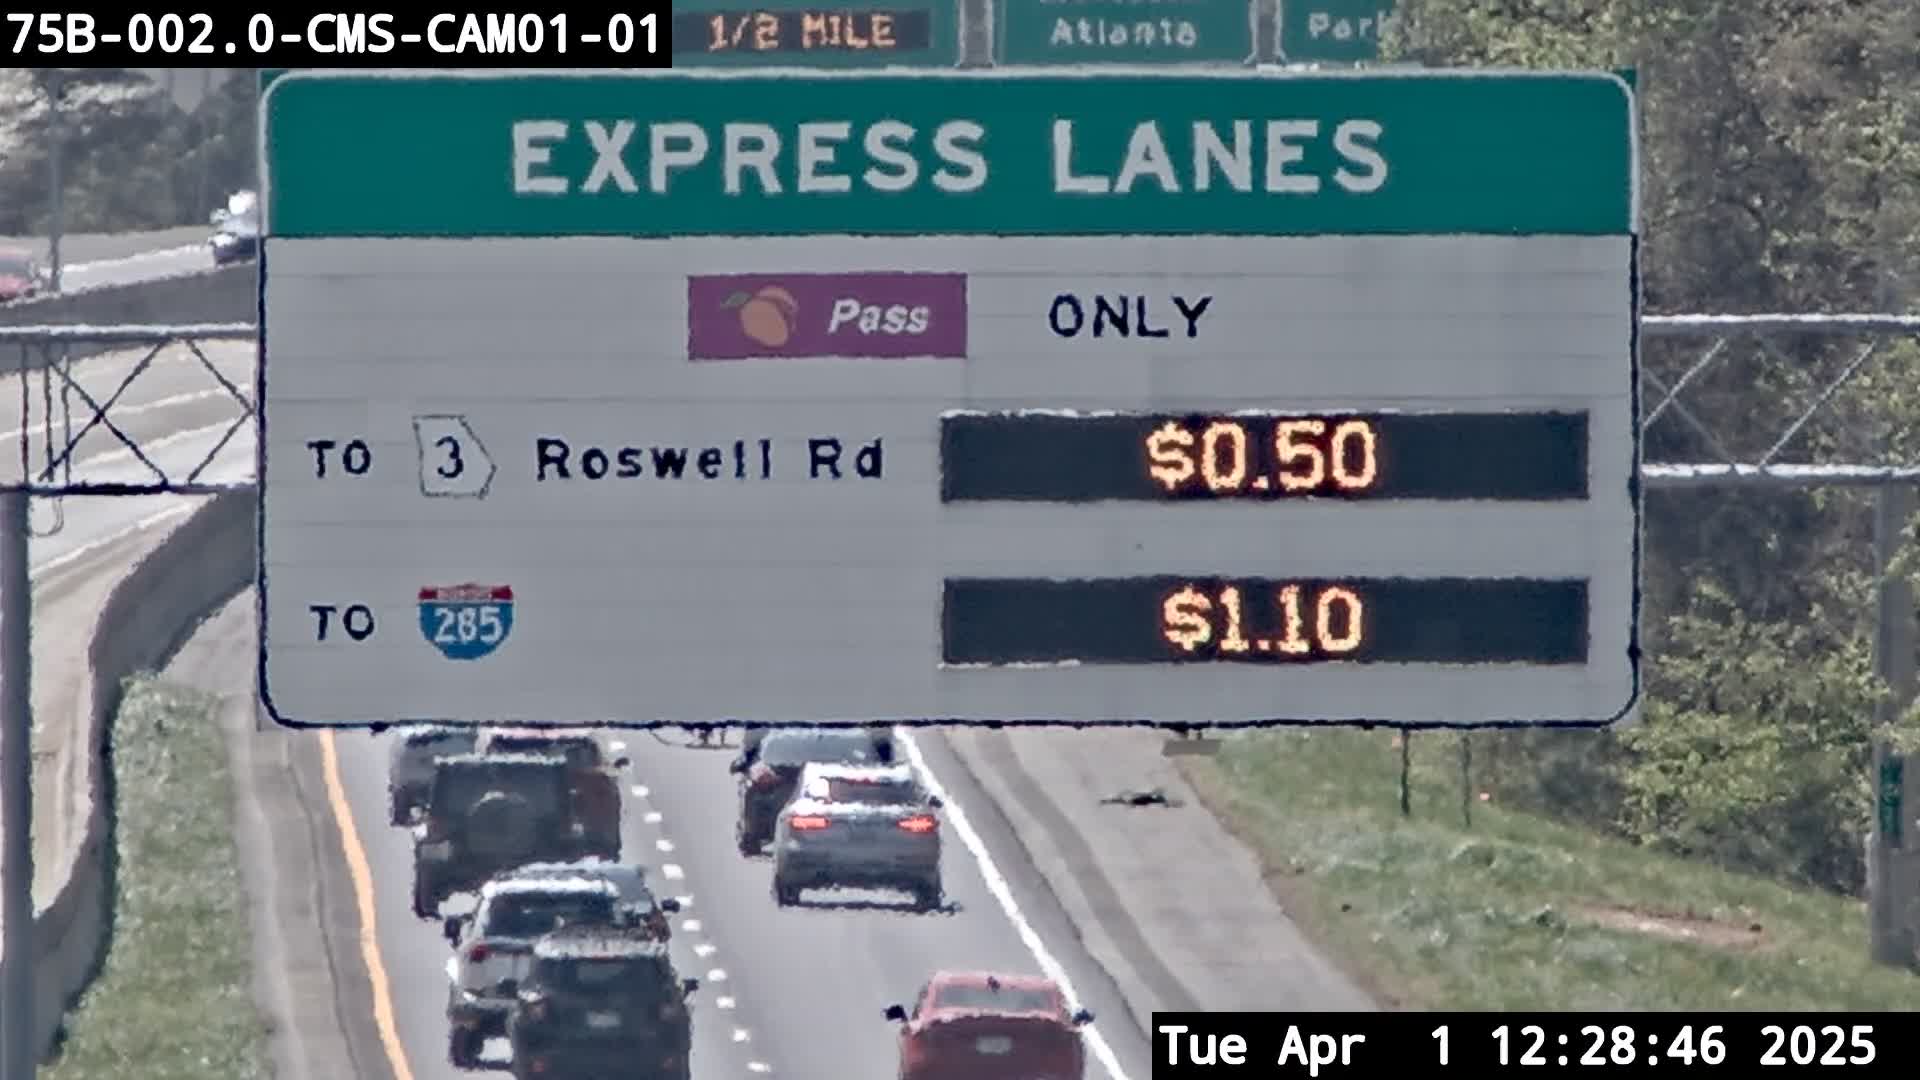 75B-002.0-CMS-CAM01-01
1/2 MILE
Atlanta
EXPRESS LANES
Pass ONLY
TO 3 Roswell Rd $0.50
TO 285 $1.10
Tue Apr 1 12:28:46 2025